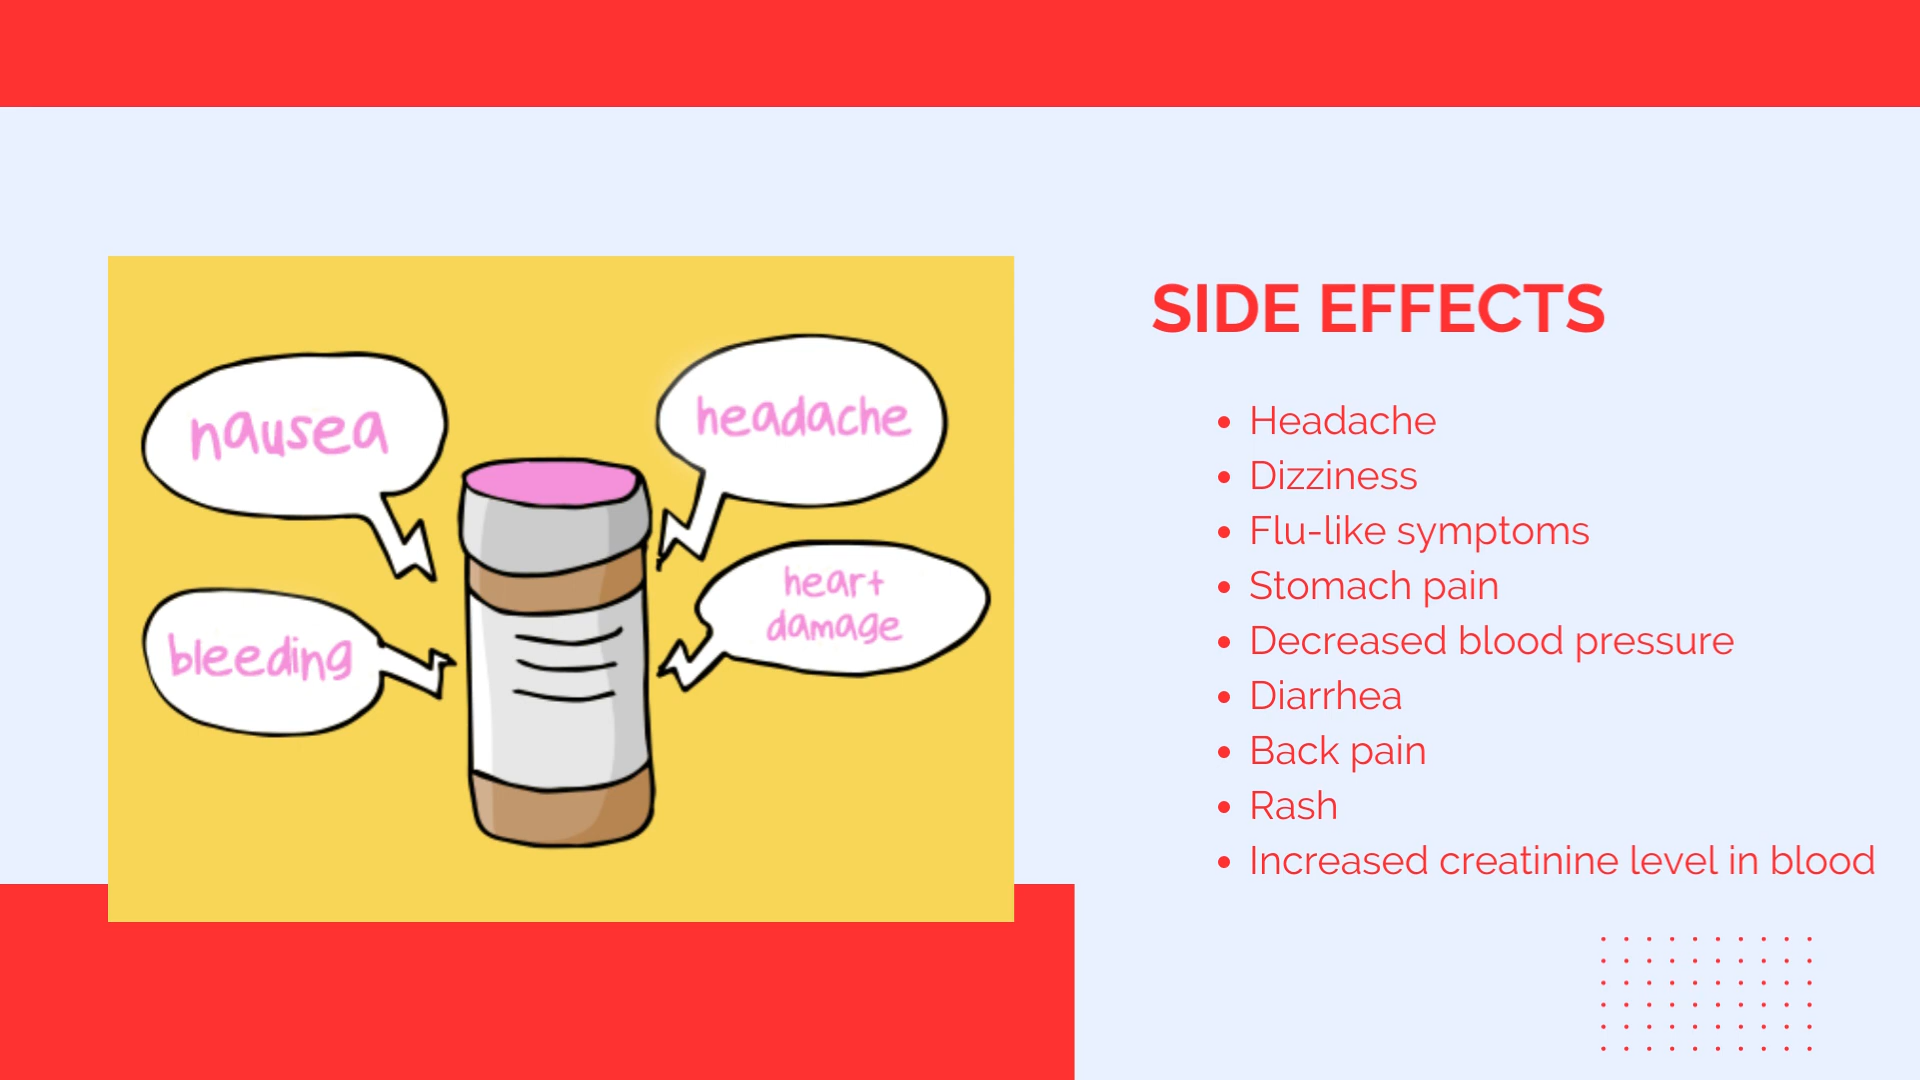 nausea
headache
heart
damage
bleeding
SIDE EFFECTS
• Headache
• Dizziness
• Flu-like symptoms
• Stomach pain
• Decreased blood pressure
• Diarrhea
• Back pain
• Rash
• Increased creatinine level in blood